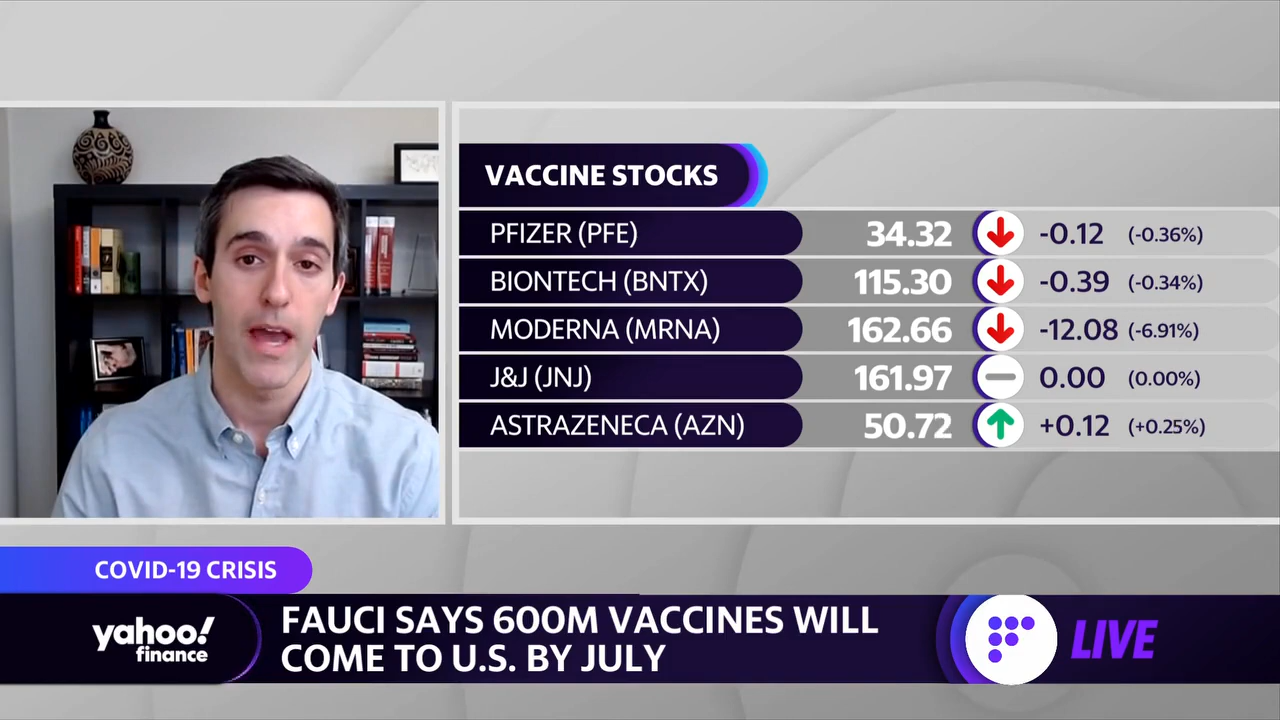 VACCINE STOCKS
PFIZER (PFE) 34.32 -0.12 (-0.36%)
BIONTECH (BNTX) 115.30 -0.39 (-0.34%)
MODERNA (MRNA) 162.66 -12.08 (-6.91%)
J&J (JNJ) 161.97 0.00 (0.00%)
ASTRAZENECA (AZN) 50.72 +0.12 (+0.25%)
COVID-19 CRISIS
yahoo!
finance
FAUCI SAYS 600M VACCINES WILL
COME TO U.S. BY JULY
LIVE